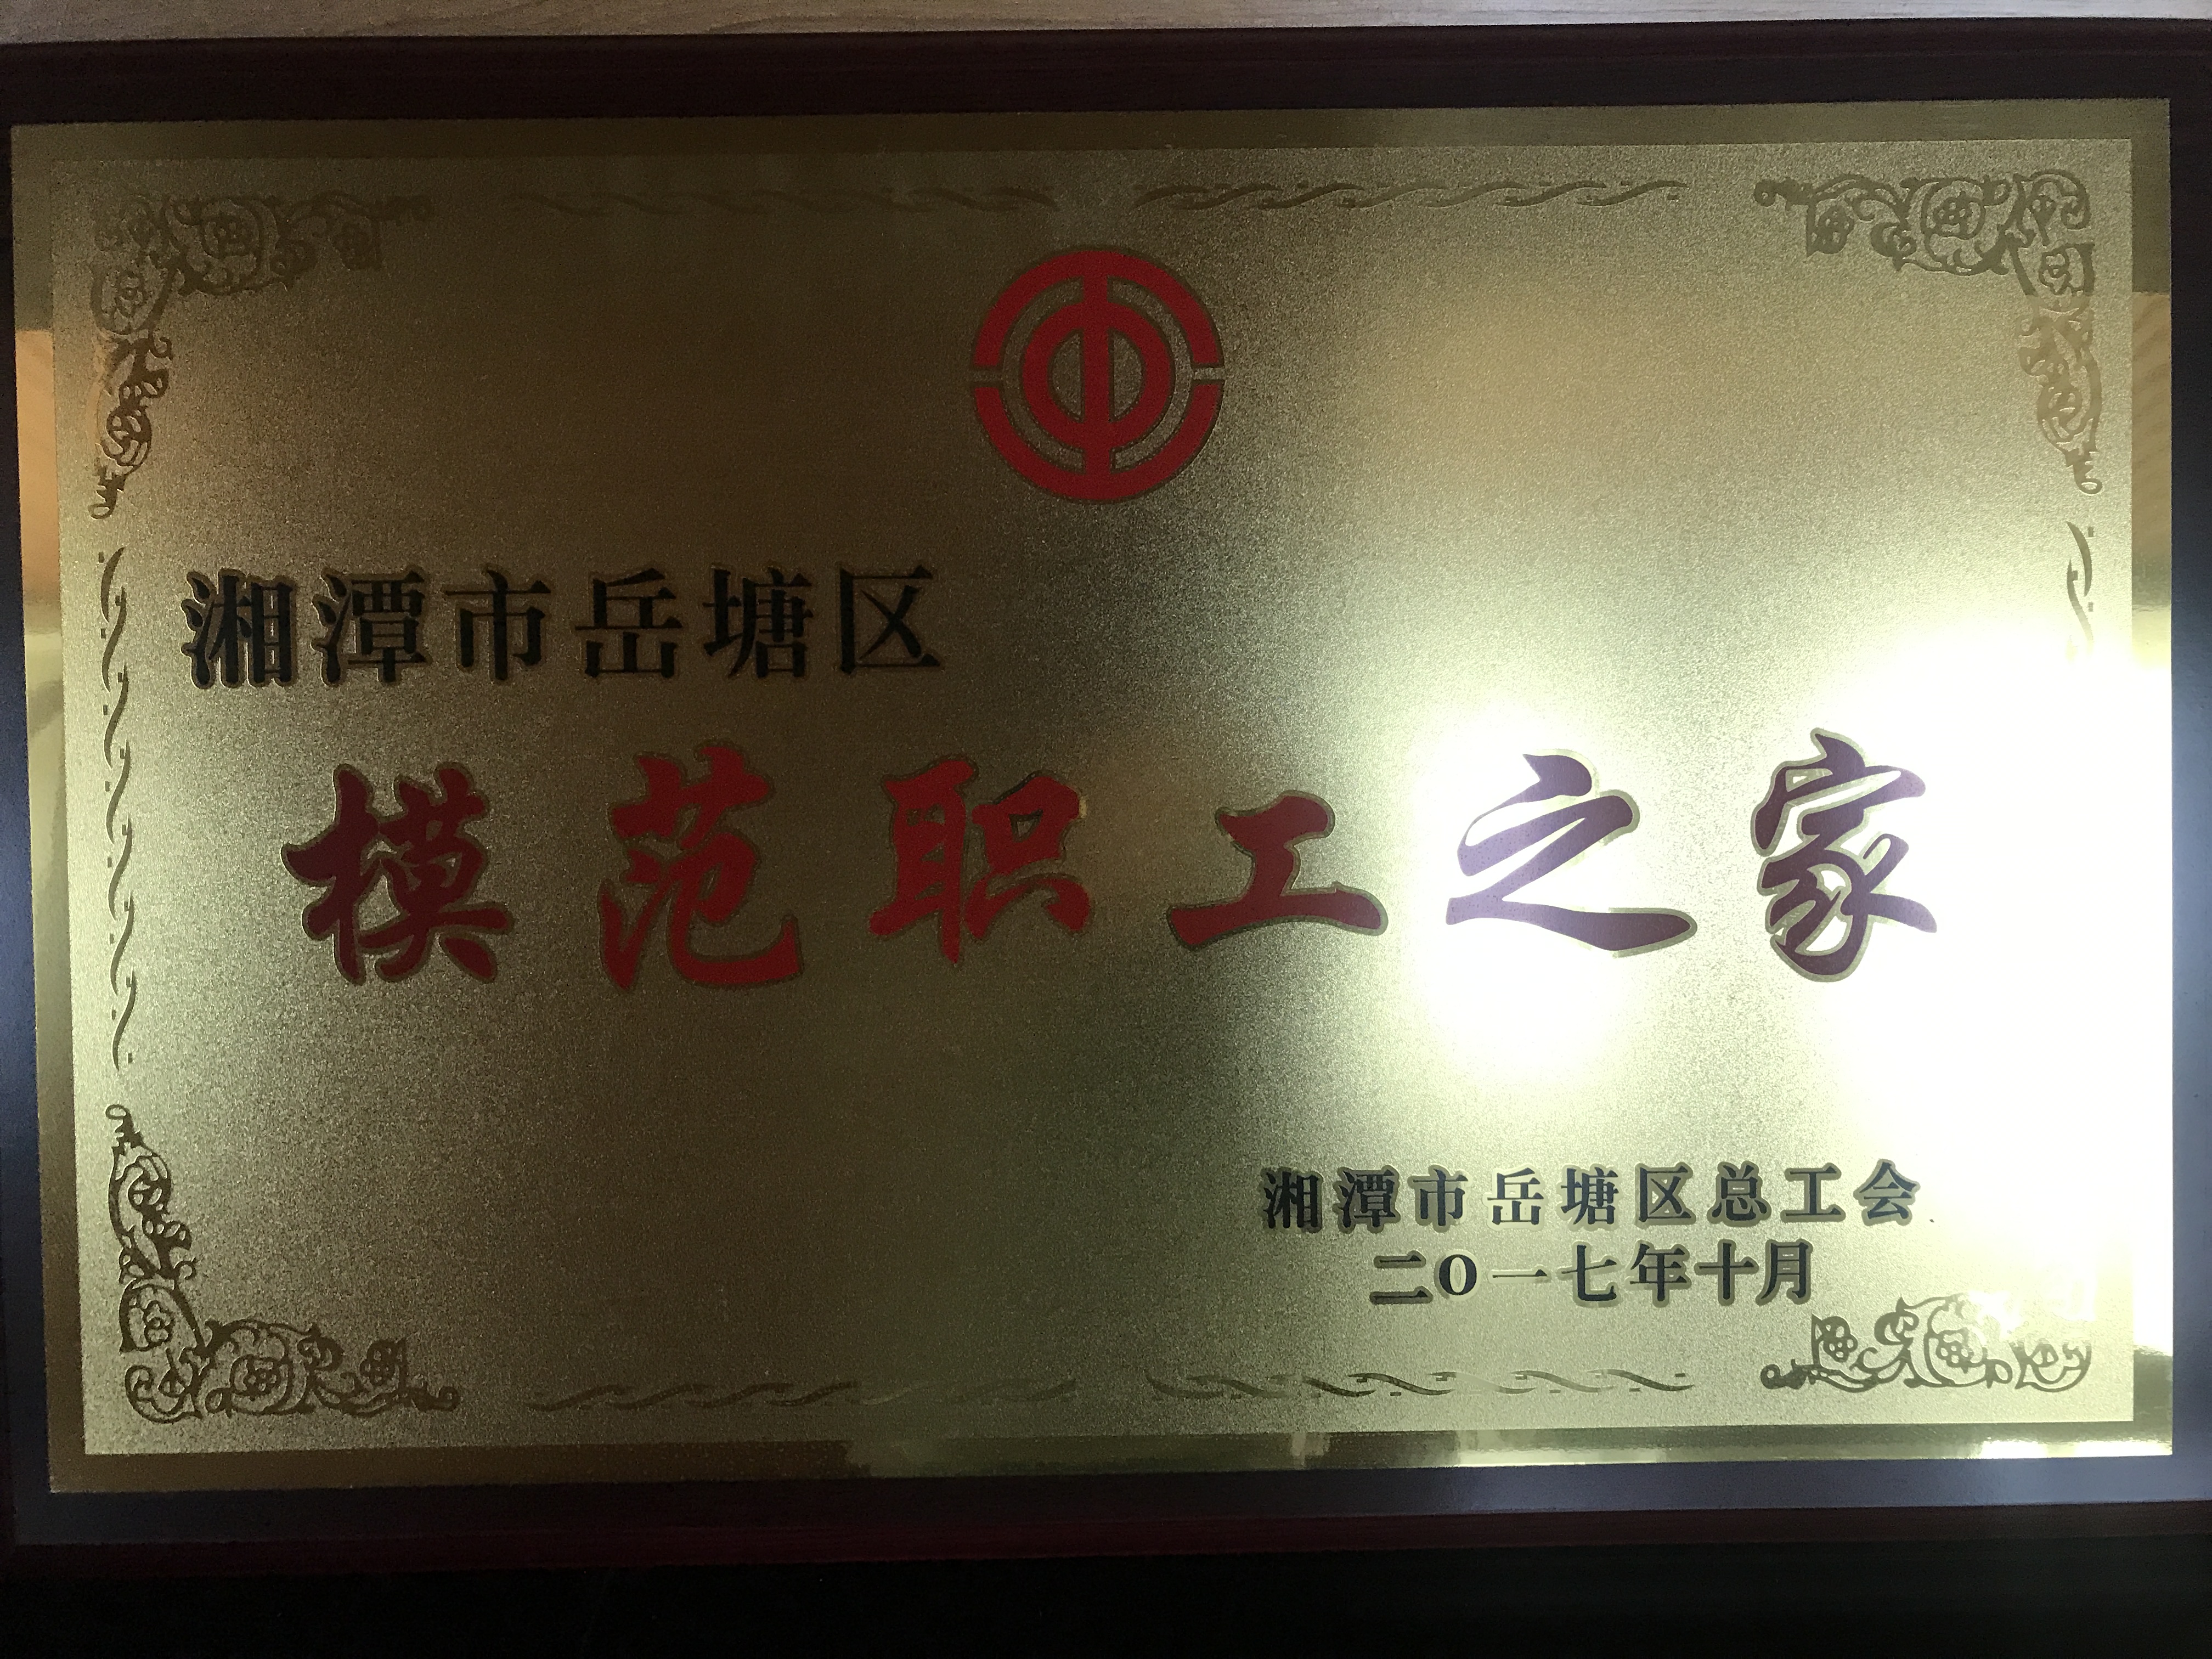 湘潭市岳塘区
模范职工之家
湘潭市岳塘区总工会
二0一七年十月